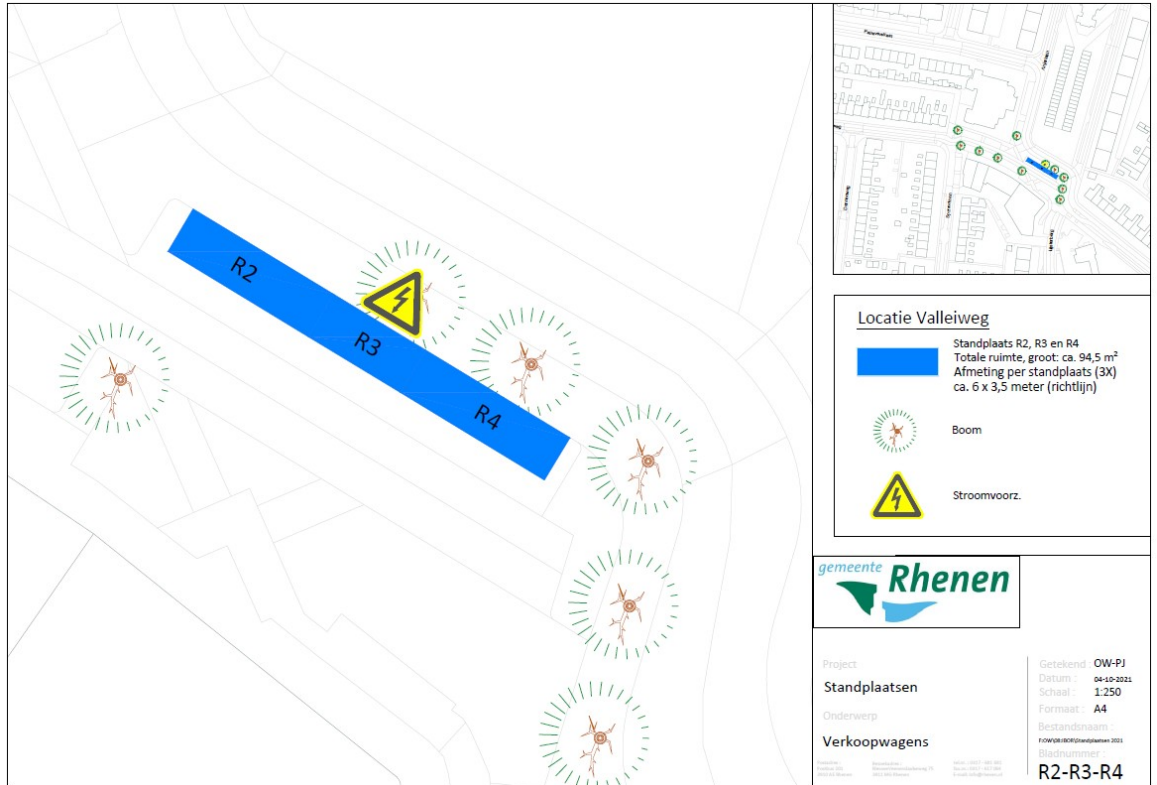 R2
R3
R4
Locatie Valleiweg
Standplaats R2, R3 en R4
Totale ruimte, groot: ca. 94,5 m²
Afmeting per standplaats (3X)
ca. 6 x 3,5 meter (richtlijn)
Boom
Stroomvoorz.
gemeente Rhenen
Project
Standplaatsen
Onderwerp
Verkoopwagens
Getekend : OW-PJ
Datum : 04-10-2021
Schaal : 1:250
Formaat : A4
Bestandsnaam :
Bladnummer :
R2-R3-R4